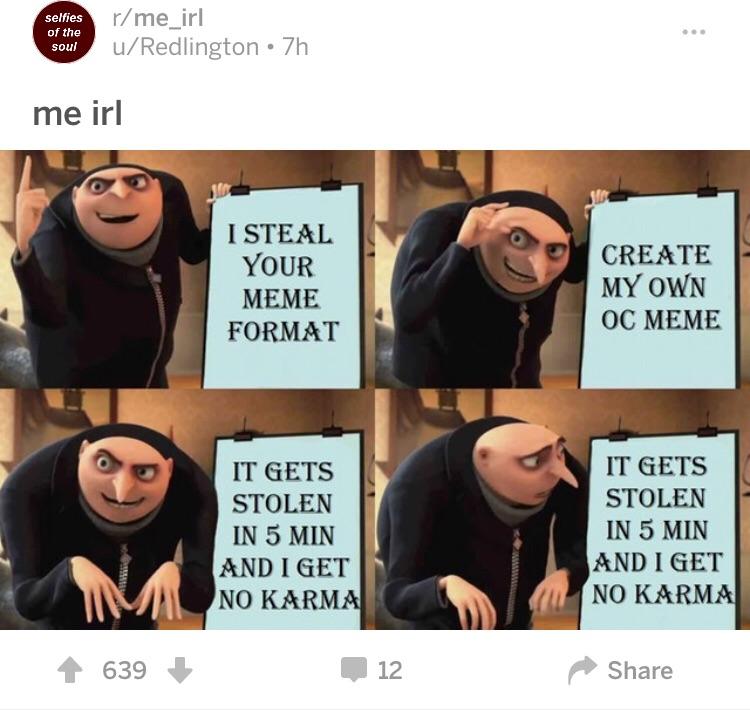 selfies
of the
soul
r/me_irl
u/Redlington • 7h
me irl
I STEAL
YOUR
MEME
FORMAT
CREATE
MY OWN
OC MEME
IT GETS
STOLEN
IN 5 MIN
AND I GET
NO KARMA
IT GETS
STOLEN
IN 5 MIN
AND I GET
NO KARMA
639
12
Share